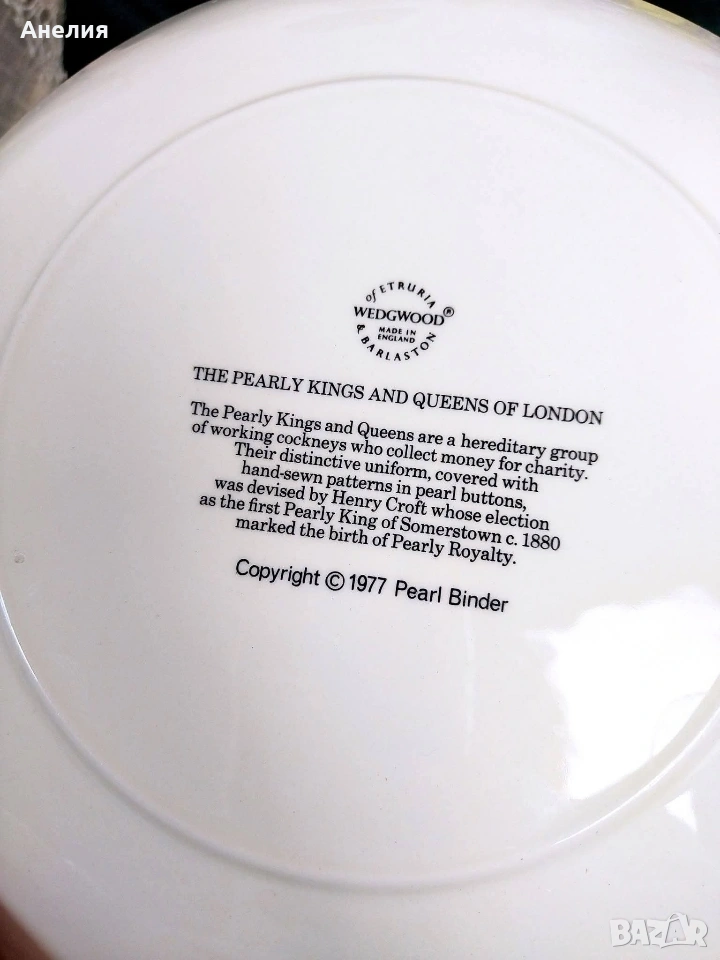 Анелия
of ETRURIA
WEDGWOOD®
MADE IN
ENGLAND
& BARLASTON
THE PEARLY KINGS AND QUEENS OF LONDON
The Pearly Kings and Queens are a hereditary group
of working cockneys who collect money for charity.
Their distinctive uniform, covered with
hand-sewn patterns in pearl buttons,
was devised by Henry Croft whose election
as the first Pearly King of Somerstown c. 1880
marked the birth of Pearly Royalty.
Copyright © 1977 Pearl Binder
BAZAR